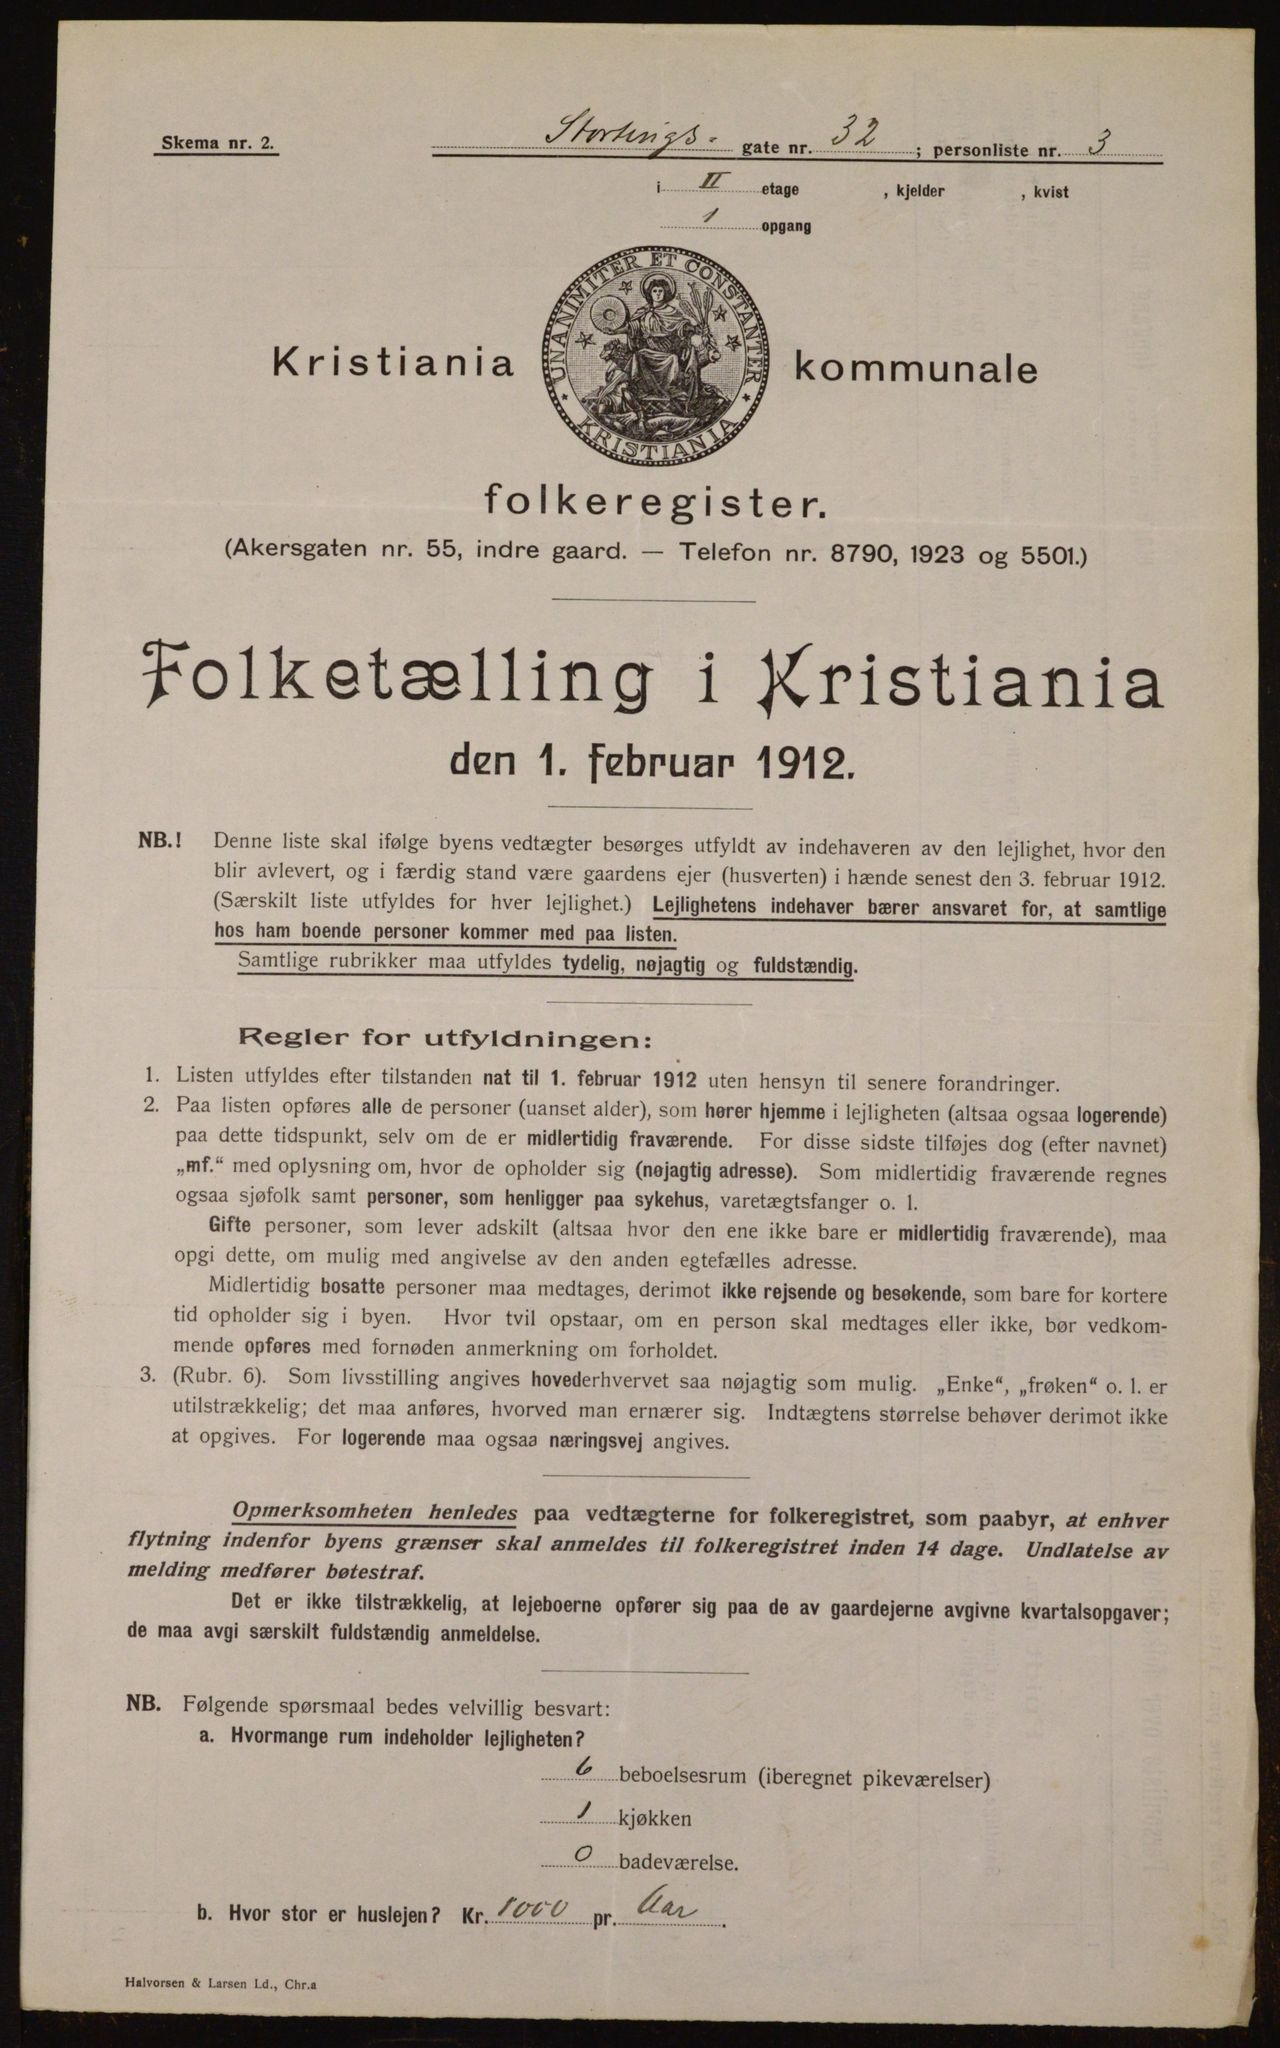 Skema nr. 2.
Stortings- gate nr. 32 ; personliste nr. 3
i II etage , kjelder , kvist
1 opgang
UNANIMITER ET CONSTANTER
KRISTIANIA
Kristiania kommunale
folkeregister.
(Akersgaten nr. 55, indre gaard. — Telefon nr. 8790, 1923 og 5501.)
Folketælling i Kristiania
den 1. februar 1912.
NB.! Denne liste skal ifølge byens vedtægter besørges utfyldt av indehaveren av den lejlighet, hvor den
blir avlevert, og i færdig stand være gaardens ejer (husverten) i hænde senest den 3. februar 1912.
(Særskilt liste utfyldes for hver lejlighet.) Lejlighetens indehaver bærer ansvaret for, at samtlige
hos ham boende personer kommer med paa listen.
Samtlige rubrikker maa utfyldes tydelig, nøjagtig og fuldstændig.
Regler for utfyldningen:
1. Listen utfyldes efter tilstanden nat til 1. februar 1912 uten hensyn til senere forandringer.
2. Paa listen opføres alle de personer (uanset alder), som hører hjemme i lejligheten (altsaa ogsaa logerende)
paa dette tidspunkt, selv om de er midlertidig fraværende. For disse sidste tilføjes dog (efter navnet)
„mf.“ med oplysning om, hvor de opholder sig (nøjagtig adresse). Som midlertidig fraværende regnes
ogsaa sjøfolk samt personer, som henligger paa sykehus, varetægtsfanger o. l.
Gifte personer, som lever adskilt (altsaa hvor den ene ikke bare er midlertidig fraværende), maa
opgi dette, om mulig med angivelse av den anden egtefælles adresse.
Midlertidig bosatte personer maa medtages, derimot ikke rejsende og besøkende, som bare for kortere
tid opholder sig i byen. Hvor tvil opstaar, om en person skal medtages eller ikke, bør vedkom-
mende opføres med fornøden anmerkning om forholdet.
3. (Rubr. 6). Som livsstilling angives hovederhvervet saa nøjagtig som mulig. „Enke“, „frøken“ o. l. er
utilstrækkelig; det maa anføres, hvorved man ernærer sig. Indtægtens størrelse behøver derimot ikke
at opgives. For logerende maa ogsaa næringsvej angives.
Opmerksomheten henledes paa vedtægterne for folkeregistret, som paabyr, at enhver
flytning indenfor byens grænser skal anmeldes til folkeregistret inden 14 dage. Undlatelse av
melding medfører bøtestraf.
Det er ikke tilstrækkelig, at lejeboerne opfører sig paa de av gaardejerne avgivne kvartalsopgaver;
de maa avgi særskilt fuldstændig anmeldelse.
NB. Følgende spørsmaal bedes velvillig besvart:
a. Hvormange rum indeholder lejligheten?
6 beboelsesrum (iberegnet pikeværelser)
1 kjøkken
0 badeværelse.
b. Hvor stor er huslejen? Kr. 1000 pr. Aar.
Halvorsen & Larsen Ld., Chr.a